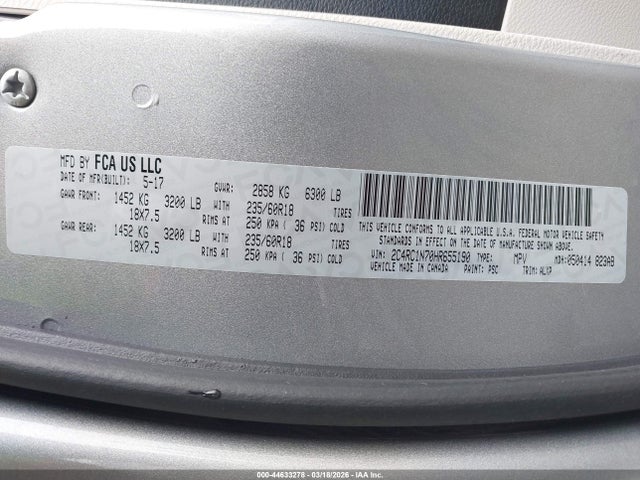 MFD BY FCA US LLC
DATE OF MFR(BUILT): 5-17 GVWR: 2858 KG 6300 LB
GAWR FRONT: 1452 KG 3200 LB WITH 235/60R18 TIRES
18X7.5 RIMS AT 250 KPA ( 36 PSI) COLD
GAWR REAR: 1452 KG 3200 LB WITH 235/60R18 TIRES
18X7.5 RIMS AT 250 KPA ( 36 PSI) COLD
THIS VEHICLE CONFORMS TO ALL APPLICABLE U.S.A. FEDERAL MOTOR VEHICLE SAFETY
STANDARDS IN EFFECT ON THE DATE OF MANUFACTURE SHOWN ABOVE.
VIN: 2C4RC1N70HR655190 TYPE: MPV MDH:050414 823AB
VEHICLE MADE IN CANADA PAINT: PSC TRIM: ALXP
000-44633278 — 03/18/2026 — IAA Inc.